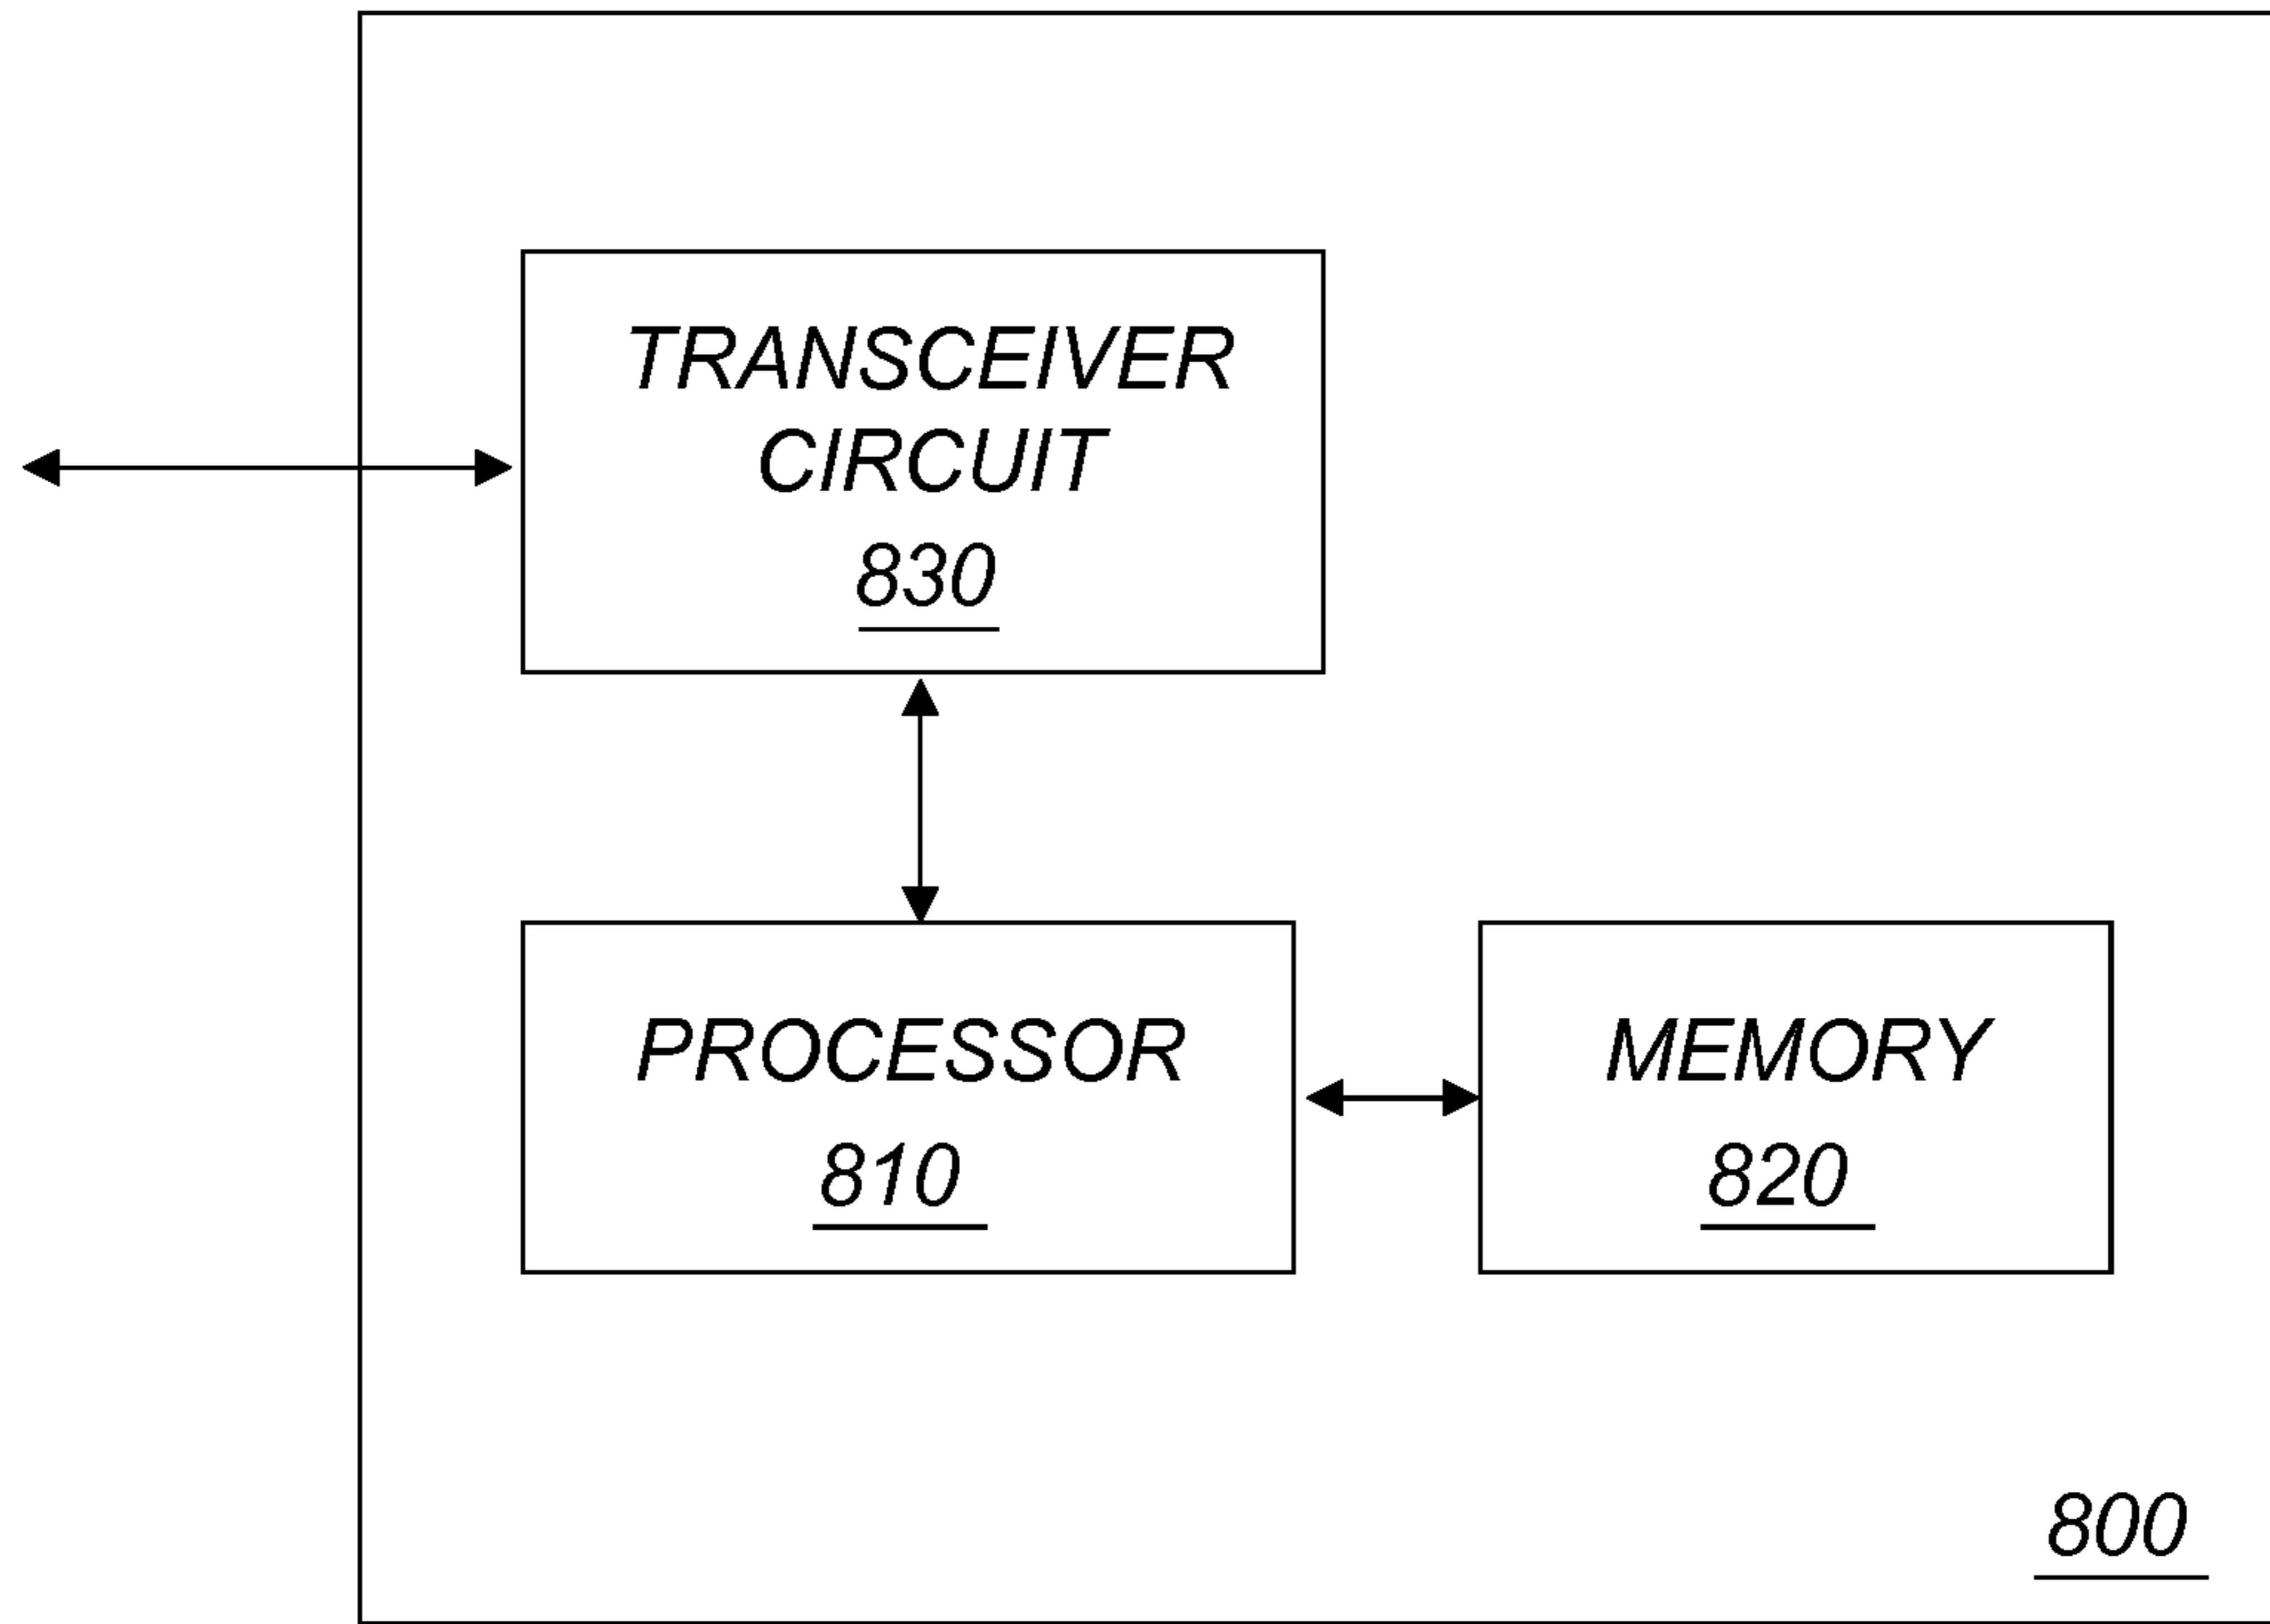 TRANSCEIVER
CIRCUIT
830
PROCESSOR
810
MEMORY
820
800